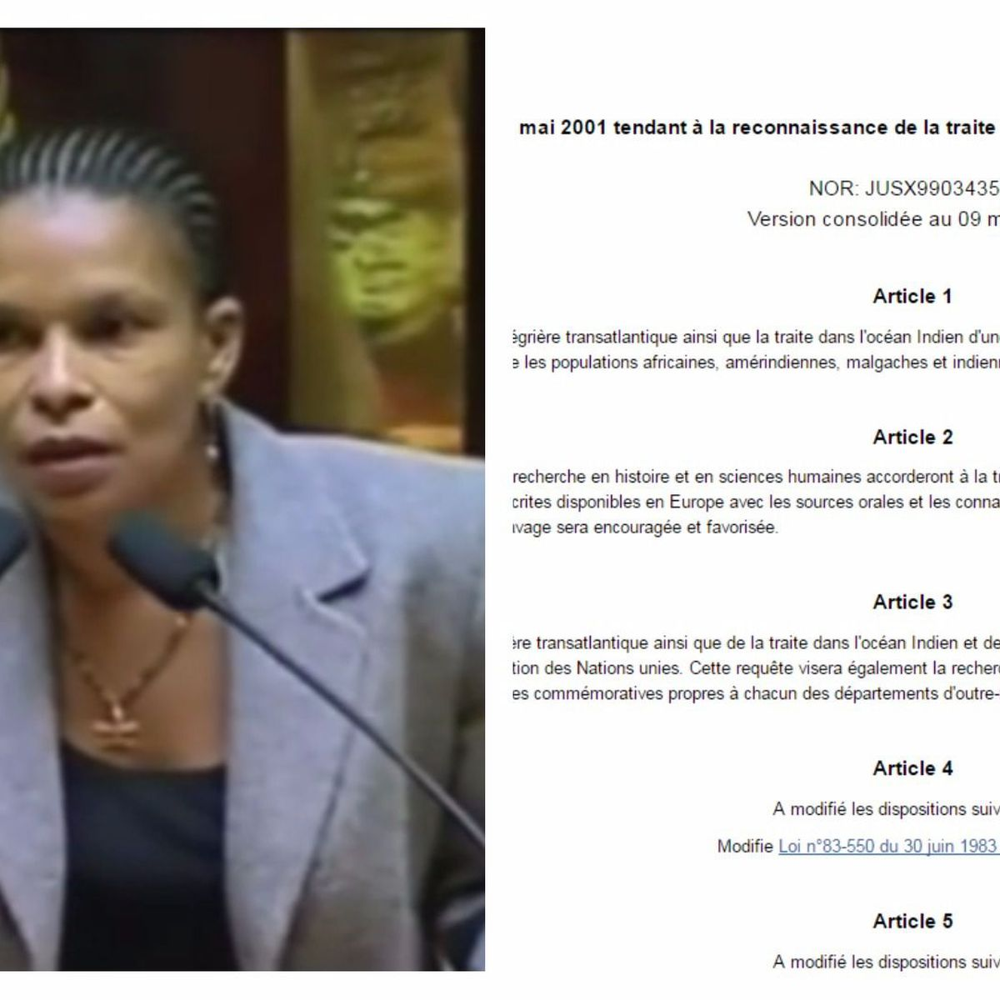 mai 2001 tendant à la reconnaissance de la traite
NOR: JUSX9903435
Version consolidée au 09 m
Article 1
égrière transatlantique ainsi que la traite dans l'océan Indien d'une
e les populations africaines, amérindiennes, malgaches et indienn
Article 2
recherche en histoire et en sciences humaines accorderont à la tr
crites disponibles en Europe avec les sources orales et les conna
avage sera encouragée et favorisée.
Article 3
ère transatlantique ainsi que de la traite dans l'océan Indien et de
tion des Nations unies. Cette requête visera également la recherc
es commémoratives propres à chacun des départements d'outre-
Article 4
A modifié les dispositions suiv
Modifie Loi n°83-550 du 30 juin 1983
Article 5
A modifié les dispositions suiv